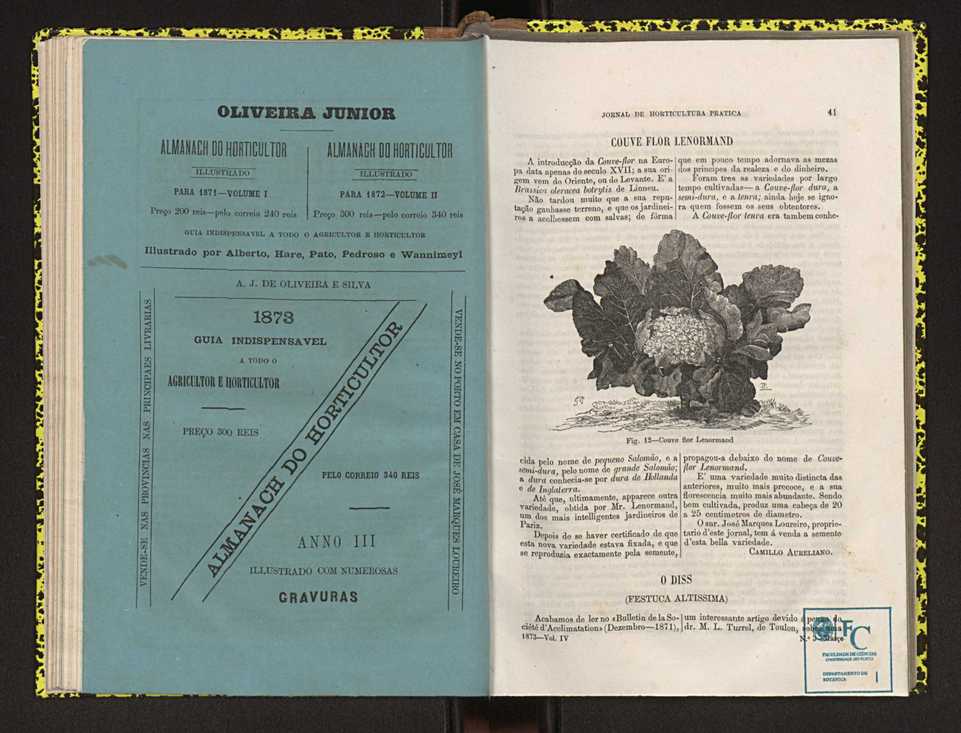 OLIVEIRA JUNIOR
ALMANACH DO HORTICULTOR
ILLUSTRADO
PARA 1871—VOLUME I
Preço 200 reis—pelo correio 240 reis
ALMANACH DO HORTICULTOR
ILLUSTRADO
PARA 1872—VOLUME II
Preço 300 reis—pelo correio 340 reis
GUIA INDISPENSAVEL A TODO O AGRICULTOR E HORTICULTOR
Illustrado por Alberto, Hare, Pato, Pedroso e Wannimeyl
A. J. DE OLIVEIRA E SILVA
VENDE-SE NAS PROVINCIAS NAS PRINCIPAES LIVRARIAS
1873
GUIA INDISPENSAVEL
A TODO O
AGRICULTOR E HORTICULTOR
PREÇO 300 REIS
ALMANACH DO HORTICULTOR
PELO CORREIO 340 REIS
ANNO III
ILLUSTRADO COM NUMEROSAS
GRAVURAS
VENDE-SE NO PORTO EM CASA DE JOSÉ MARQUES LOUREIRO
JORNAL DE HORTICULTURA PRATICA 41
COUVE FLOR LENORMAND
A introducção da Couve-flor na Euro-
pa data apenas do seculo XVII; a sua ori-
gem vem do Oriente, ou do Levante. E' a
Brassica oleracea botrytis de Linneu.
Não tardou muito que a sua repu-
tação ganhasse terreno, e que os jardinei-
ros a acolhessem com salvas; de fórma
que em pouco tempo adornava as mezas
dos principes da realeza e do dinheiro.
Foram tres as variedades por largo
tempo cultivadas—a Couve-flor dura, a
semi-dura, e a tenra; ainda hoje se igno-
ra quem fossem os seus obtentores.
A Couve-flor tenra era tambem conhe-
Fig. 12—Couve flor Lenormand
cida pelo nome de pequeno Salomão, e a
semi-dura, pelo nome de grande Salomão;
a dura conhecia-se por dura de Hollanda
e de Inglaterra.
Até que, ultimamente, apparece outra
variedade, obtida por Mr. Lenormand,
um dos mais intelligentes jardineiros de
Pariz.
Depois de se haver certificado de que
esta nova variedade estava fixada, e que
se reproduzia exactamente pela semente,
propagou-a debaixo do nome de Couve-
flor Lenormand.
E' uma variedade muito distincta das
anteriores, muito mais precoce, e a sua
florescencia muito mais abundante. Sendo
bem cultivada, produz uma cabeça de 20
a 25 centimetros de diametro.
O snr. José Marques Loureiro, proprie-
tario d'este jornal, tem á venda a semente
d'esta bella variedade.
CAMILLO AURELIANO.
O DISS
(FESTUCA ALTISSIMA)
Acabamos de ler no «Bulletin de la So-
ciété d'Acclimatation» (Dezembro—1871),
1873—Vol. IV
um interessante artigo devido á penna do
dr. M. L. Turrel, de Toulon, sobre uma
FC
FACULDADE DE CIÊNCIAS
UNIVERSIDADE DO PORTO
DEPARTAMENTO DE
BOTÂNICA